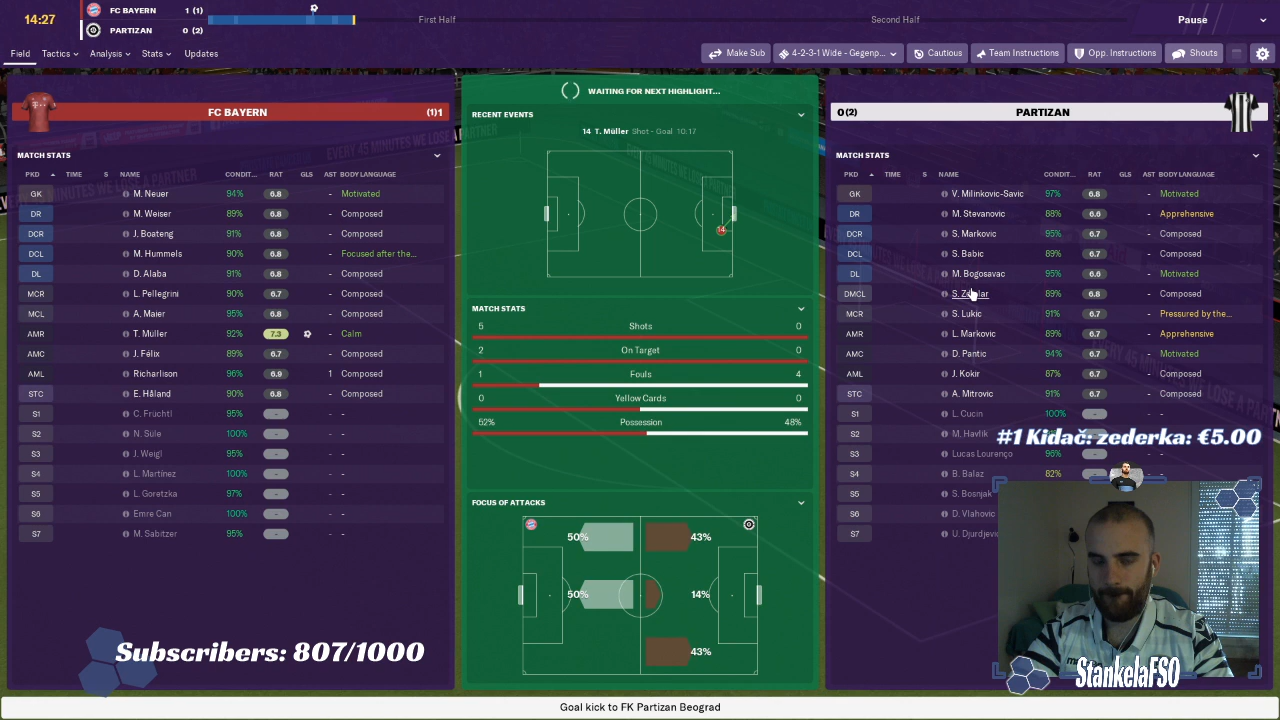 14:27
FC BAYERN 1 (1)
PARTIZAN 0 (2)
First Half Second Half
Pause
Field Tactics Analysis Stats Updates
Make Sub 4-2-3-1 Wide - Gegenp... Cautious Team Instructions Opp. Instructions Shouts
FC BAYERN (1)1
MATCH STATS
PKD TIME S NAME CONDIT... RAT GLS AST BODY LANGUAGE
GK M. Neuer 94% 6.8 - Motivated
DR M. Weiser 89% 6.8 - Composed
DCR J. Boateng 91% 6.8 - Composed
DCL M. Hummels 90% 6.8 - Focused after the...
DL D. Alaba 91% 6.8 - Composed
MCR L. Pellegrini 90% 6.7 - Composed
MCL A. Maier 95% 6.8 - Composed
AMR T. Müller 92% 7.3 - Calm
AMC J. Félix 89% 6.7 - Composed
AML Richarlison 96% 6.9 1 Composed
STC E. Håland 90% 6.8 - Composed
S1 C. Früchtl 95% - - -
S2 N. Süle 100% - - -
S3 J. Weigl 95% - - -
S4 L. Martínez 100% - - -
S5 L. Goretzka 97% - - -
S6 Emre Can 100% - - -
S7 M. Sabitzer 95% - - -
WAITING FOR NEXT HIGHLIGHT...
RECENT EVENTS
14 T. Müller Shot - Goal 10:17
14
MATCH STATS
5 Shots 0
2 On Target 0
1 Fouls 4
0 Yellow Cards 0
52% Possession 48%
FOCUS OF ATTACKS
50% 43%
50% 14%
43%
0(2) PARTIZAN
MATCH STATS
PKD TIME S NAME CONDIT... RAT GLS AST BODY LANGUAGE
GK V. Milinkovic-Savic 97% 6.8 - Motivated
DR M. Stevanovic 88% 6.6 - Apprehensive
DCR S. Markovic 95% 6.7 - Composed
DCL S. Babic 89% 6.7 - Composed
DL M. Bogosavac 95% 6.6 - Motivated
DMCL S. 89% 6.8 - Composed
MCR S. Lukic 91% 6.7 - Pressured by the...
AMR L. Markovic 89% 6.7 - Apprehensive
AMC D. Pantic 94% 6.7 - Motivated
AML J. Kokir 87% 6.7 - Composed
STC A. Mitrovic 91% 6.7 - Composed
S1 L. Cucin 100% - - -
S2 M. Havlik
S3 Lucas Lourenço 96% - - -
S4 B. Balaz 82% - - -
S5 S. Bosnjak
S6 D. Vlahovic
S7 U. Djurdjevic
#1 Kidac: zederka: €5.00
Subscribers: 807/1000
StankelaFSO
Goal kick to FK Partizan Beograd